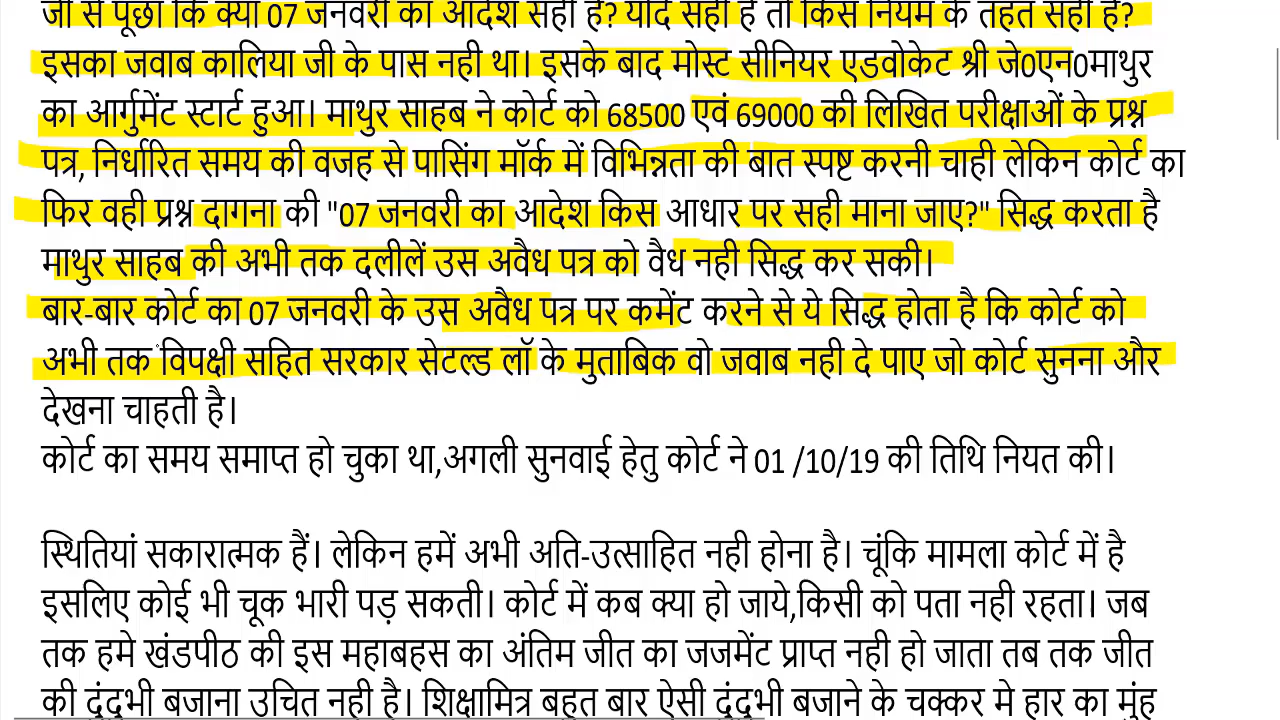 जी से पूछा कि क्या 07 जनवरी का आदेश सही है? यदि सही है तो किस नियम के तहत सही है?
इसका जवाब कालिया जी के पास नही था। इसके बाद मोस्ट सीनियर एडवोकेट श्री जे0एन0माथुर
का आर्गुमेंट स्टार्ट हुआ। माथुर साहब ने कोर्ट को 68500 एवं 69000 की लिखित परीक्षाओं के प्रश्न
पत्र, निर्धारित समय की वजह से पासिंग मॉर्क में विभिन्नता की बात स्पष्ट करनी चाही लेकिन कोर्ट का
फिर वही प्रश्न दागना की "07 जनवरी का आदेश किस आधार पर सही माना जाए?" सिद्ध करता है
माथुर साहब की अभी तक दलीलें उस अवैध पत्र को वैध नही सिद्ध कर सकी।
बार-बार कोर्ट का 07 जनवरी के उस अवैध पत्र पर कमेंट करने से ये सिद्ध होता है कि कोर्ट को
अभी तक विपक्षी सहित सरकार सेटल्ड लॉ के मुताबिक वो जवाब नही दे पाए जो कोर्ट सुनना और
देखना चाहती है।
कोर्ट का समय समाप्त हो चुका था,अगली सुनवाई हेतु कोर्ट ने 01 /10/19 की तिथि नियत की।
स्थितियां सकारात्मक हैं। लेकिन हमें अभी अति-उत्साहित नही होना है। चूंकि मामला कोर्ट में है
इसलिए कोई भी चूक भारी पड़ सकती। कोर्ट में कब क्या हो जाये,किसी को पता नही रहता। जब
तक हमे खंडपीठ की इस महाबहस का अंतिम जीत का जजमेंट प्राप्त नही हो जाता तब तक जीत
की दुंदुभी बजाना उचित नही है। शिक्षामित्र बहुत बार ऐसी दुंदुभी बजाने के चक्कर मे हार का मुंह